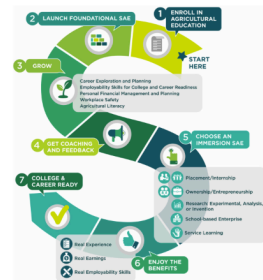 1 ENROLL IN
AGRICULTURAL
EDUCATION
START
HERE
2 LAUNCH FOUNDATIONAL SAE
3 GROW
Career Exploration and Planning
Employability Skills for College and Career Readiness
Personal Financial Management and Planning
Workplace Safety
Agricultural Literacy
4 GET COACHING
AND FEEDBACK
5 CHOOSE AN
IMMERSION SAE
Placement/Internship
Ownership/Entrepreneurship
Research: Experimental, Analysis,
or Invention
School-based Enterprise
Service Learning
6 ENJOY THE
BENEFITS
Real Experience
Real Earnings
Real Employability Skills
7 COLLEGE &
CAREER READY